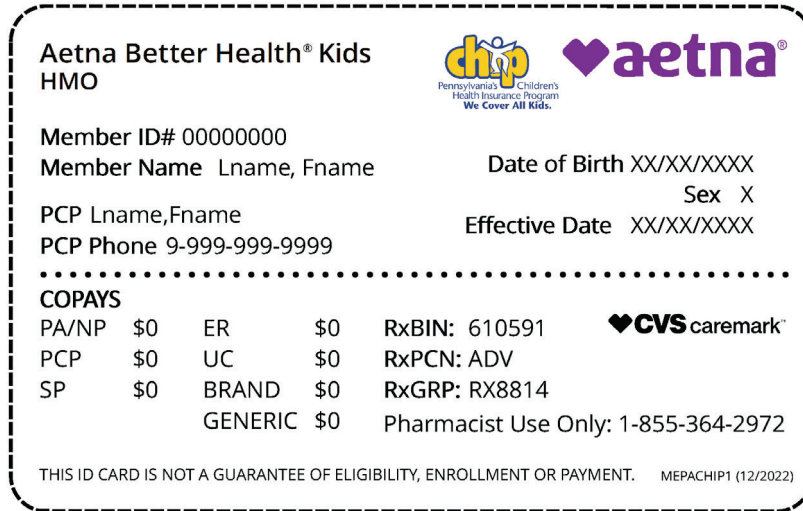 Aetna Better Health® Kids
HMO
chip
Pennsylvania's Children's
Health Insurance Program
We Cover All Kids.
aetna®
Member ID# 00000000
Member Name Lname, Fname
PCP Lname,Fname
PCP Phone 9-999-999-9999
Date of Birth XX/XX/XXXX
Sex X
Effective Date XX/XX/XXXX
COPAYS
PA/NP $0 ER $0 RxBIN: 610591
PCP $0 UC $0 RxPCN: ADV
SP $0 BRAND $0 RxGRP: RX8814
GENERIC $0 Pharmacist Use Only: 1-855-364-2972
CVS caremark™
THIS ID CARD IS NOT A GUARANTEE OF ELIGIBILITY, ENROLLMENT OR PAYMENT. MEPACHIP1 (12/2022)